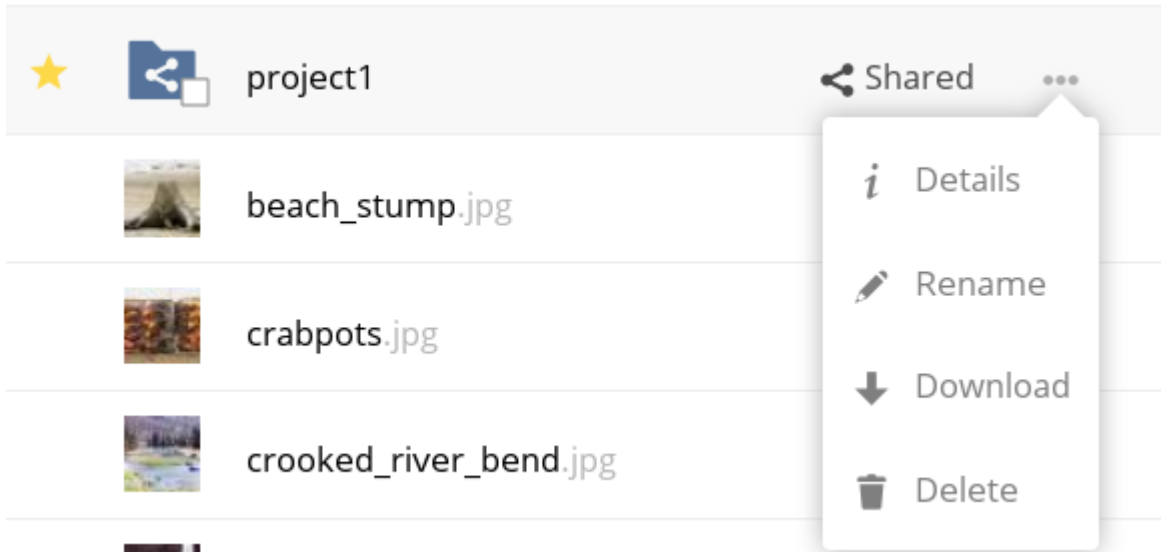 project1
Shared
Details
beach_stump.jpg
Rename
crabpots.jpg
Download
crooked_river_bend.jpg
Delete